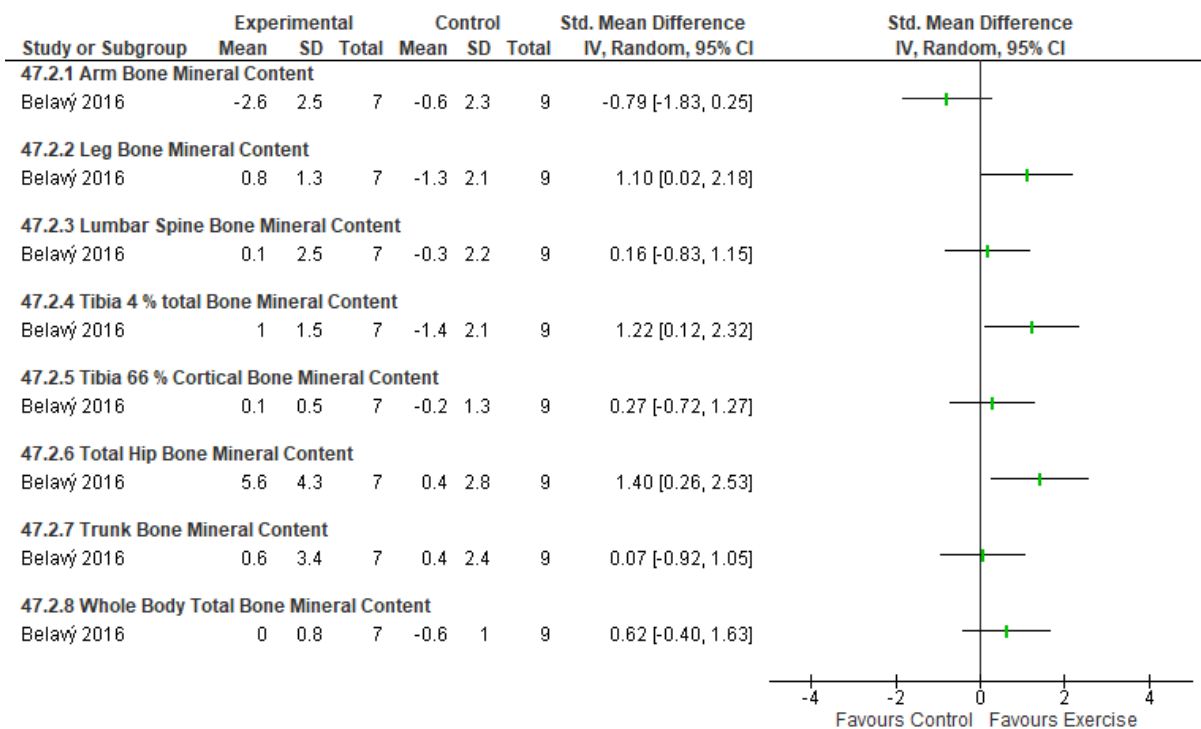 Experimental Control Std. Mean Difference Std. Mean Difference
Study or Subgroup Mean SD Total Mean SD Total IV, Random, 95% CI IV, Random, 95% CI
47.2.1 Arm Bone Mineral Content
Belavý 2016 -2.6 2.5 7 -0.6 2.3 9 -0.79 [-1.83, 0.25]
47.2.2 Leg Bone Mineral Content
Belavý 2016 0.8 1.3 7 -1.3 2.1 9 1.10 [0.02, 2.18]
47.2.3 Lumbar Spine Bone Mineral Content
Belavý 2016 0.1 2.5 7 -0.3 2.2 9 0.16 [-0.83, 1.15]
47.2.4 Tibia 4 % total Bone Mineral Content
Belavý 2016 1 1.5 7 -1.4 2.1 9 1.22 [0.12, 2.32]
47.2.5 Tibia 66 % Cortical Bone Mineral Content
Belavý 2016 0.1 0.5 7 -0.2 1.3 9 0.27 [-0.72, 1.27]
47.2.6 Total Hip Bone Mineral Content
Belavý 2016 5.6 4.3 7 0.4 2.8 9 1.40 [0.26, 2.53]
47.2.7 Trunk Bone Mineral Content
Belavý 2016 0.6 3.4 7 0.4 2.4 9 0.07 [-0.92, 1.05]
47.2.8 Whole Body Total Bone Mineral Content
Belavý 2016 0 0.8 7 -0.6 1 9 0.62 [-0.40, 1.63]
-4 -2 0 2 4
Favours Control Favours Exercise